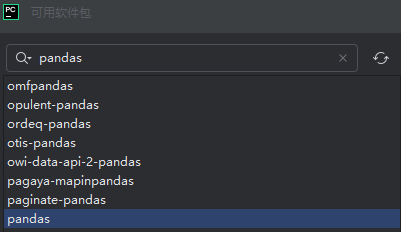 PC
可用软件包
pandas
omfpandas
opulent-pandas
ordeq-pandas
otis-pandas
owi-data-api-2-pandas
pagaya-mapinpandas
paginate-pandas
pandas